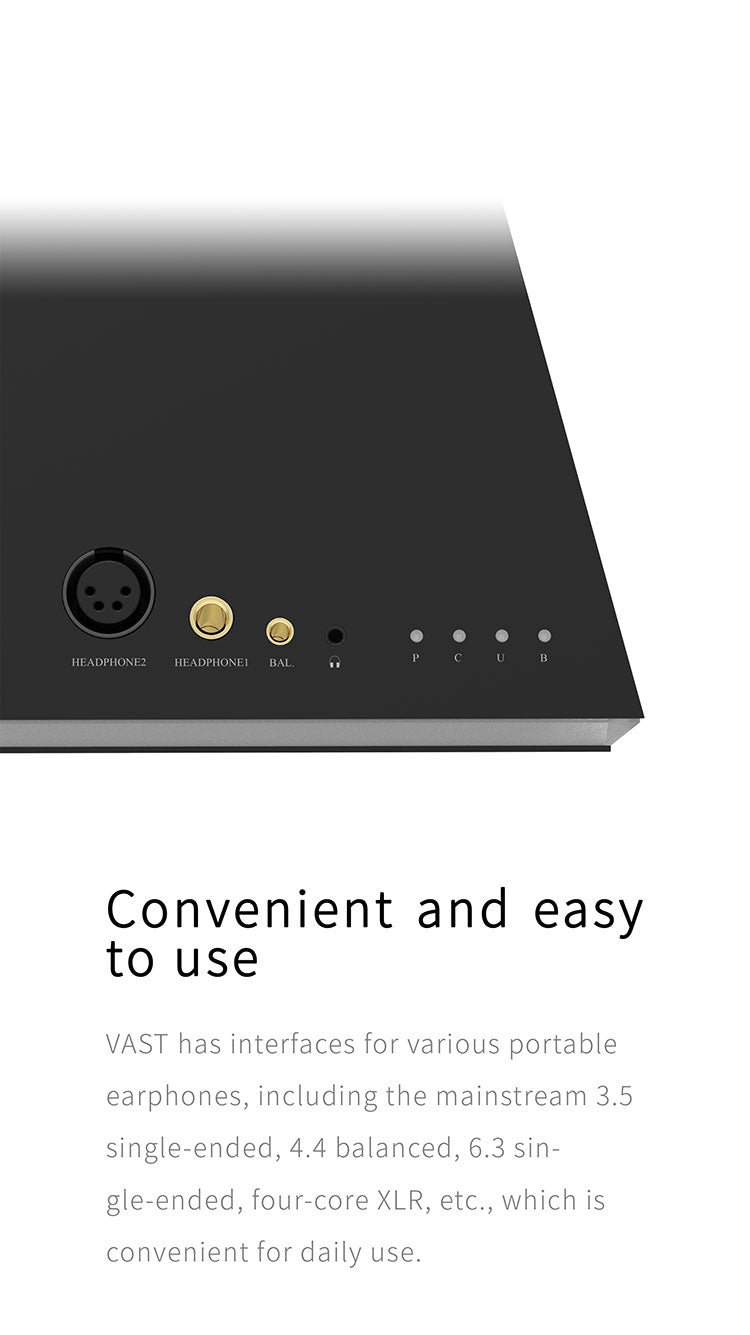 HEADPHONE2 HEADPHONE1 BAL. P C U B
Convenient and easy
to use
VAST has interfaces for various portable
earphones, including the mainstream 3.5
single-ended, 4.4 balanced, 6.3 sin-
gle-ended, four-core XLR, etc., which is
convenient for daily use.